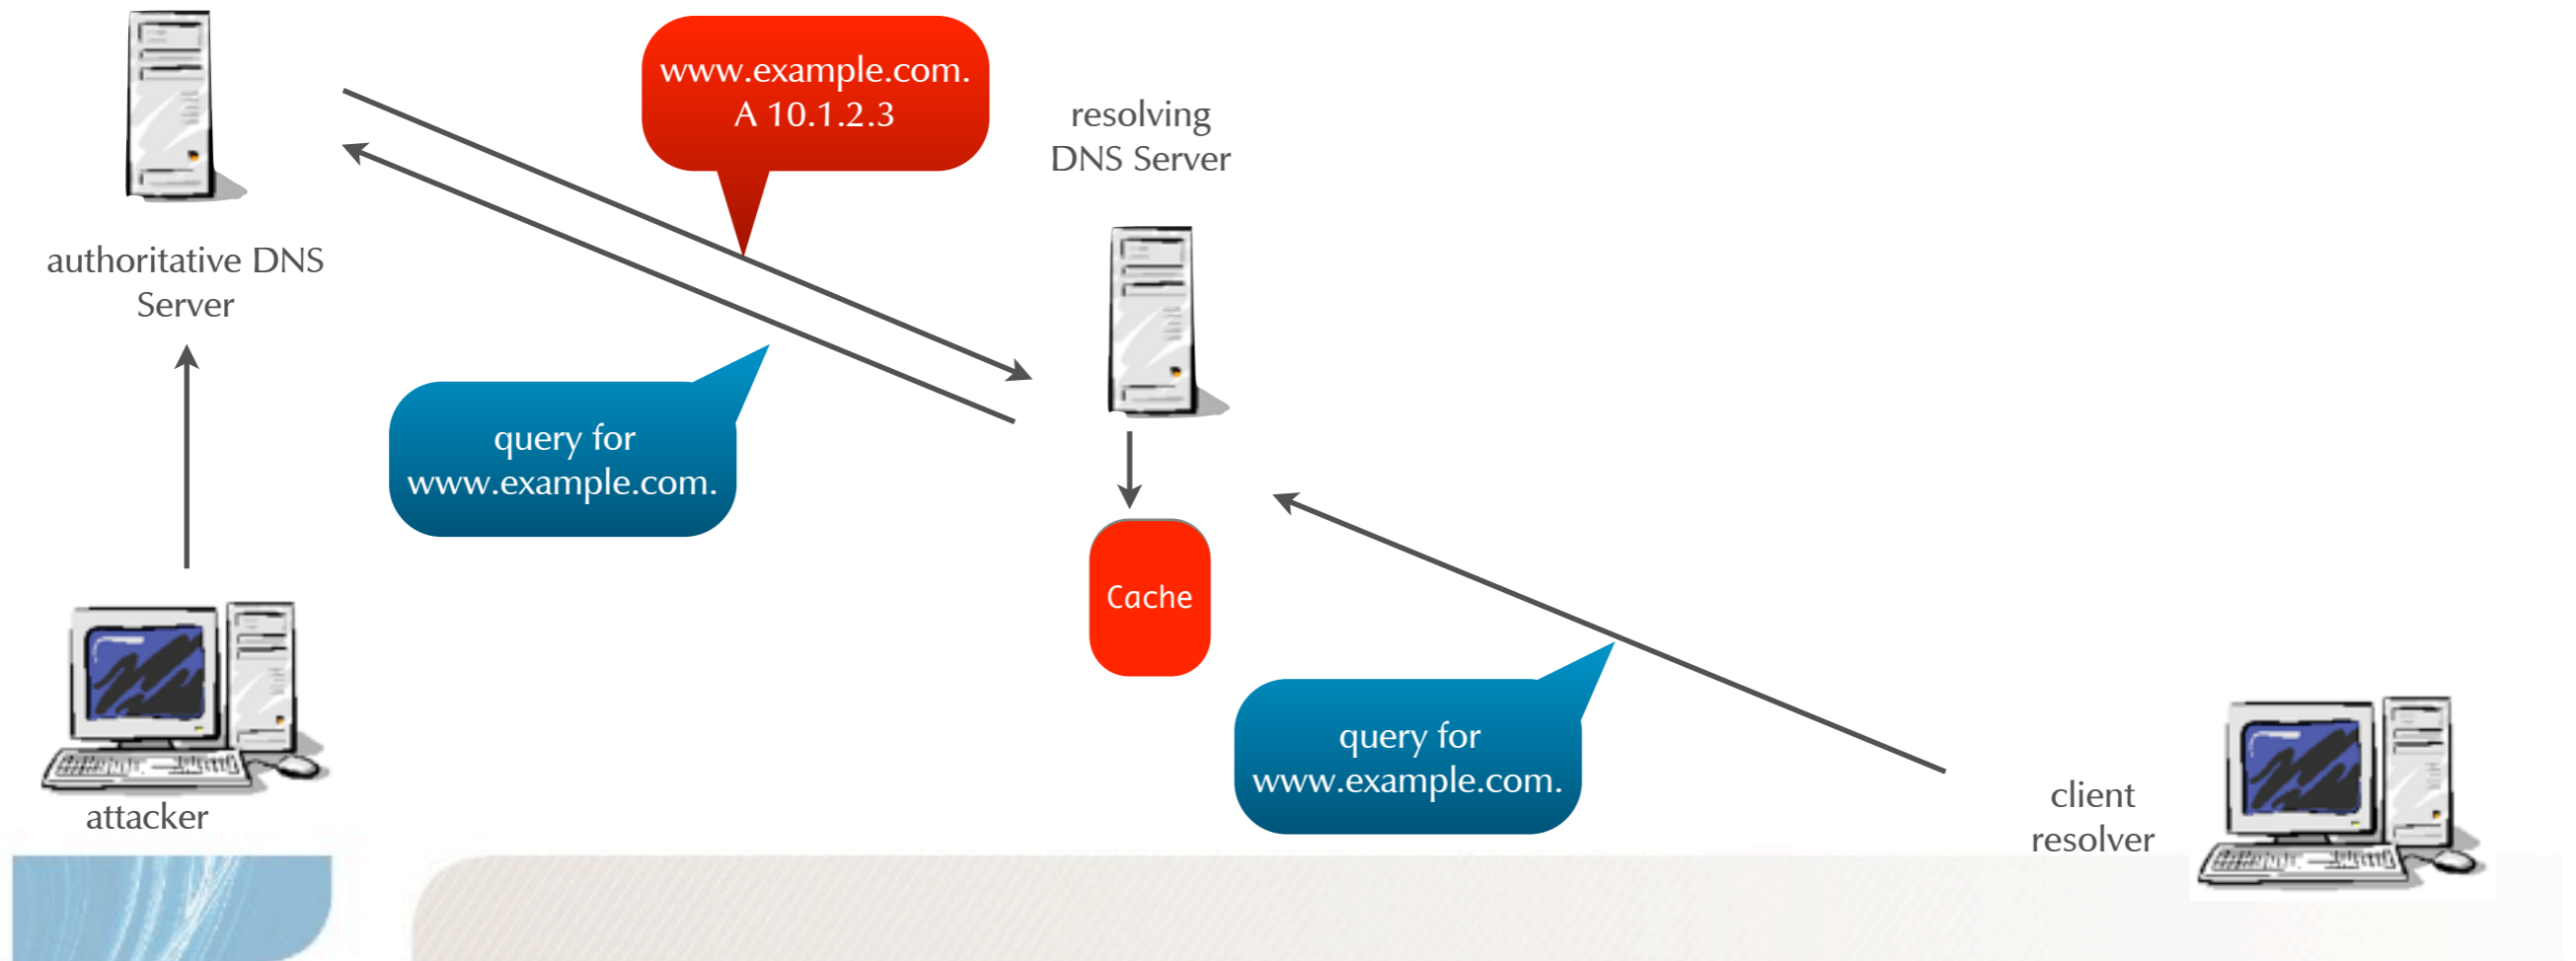 www.example.com.
A 10.1.2.3
resolving
DNS Server
authoritative DNS
Server
query for
www.example.com.
Cache
query for
www.example.com.
client
resolver
attacker